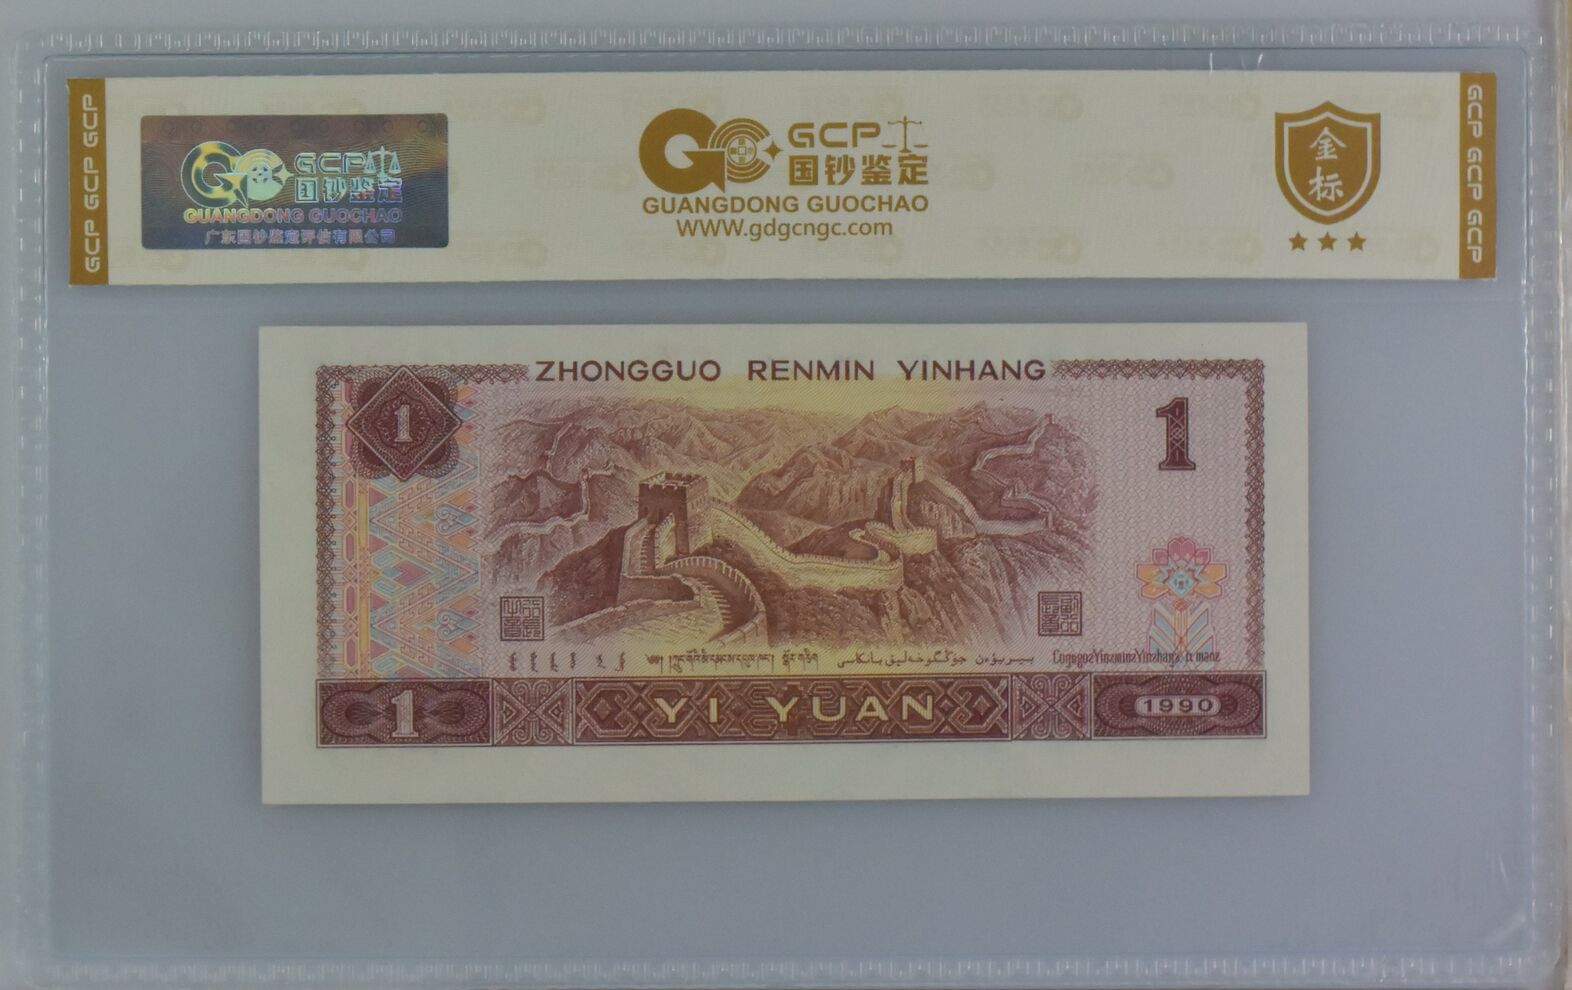 GCP GCP GCP
GCP
国钞鉴定
GUANGDONG GUOCHAO
广东国钞鉴定评估有限公司
GCP
国钞鉴定
GUANGDONG GUOCHAO
WWW.gdgcngc.com
金标
GCP GCP GCP
ZHONGGUO RENMIN YINHANG
1
1
1
YI YUAN
1990